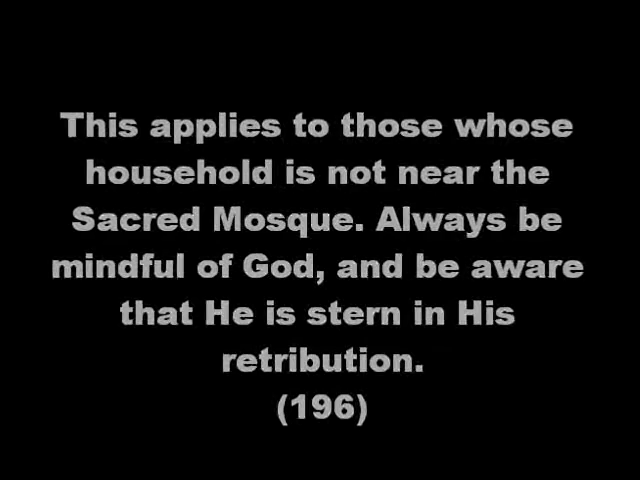 This applies to those whose
household is not near the
Sacred Mosque. Always be
mindful of God, and be aware
that He is stern in His
retribution.
(196)